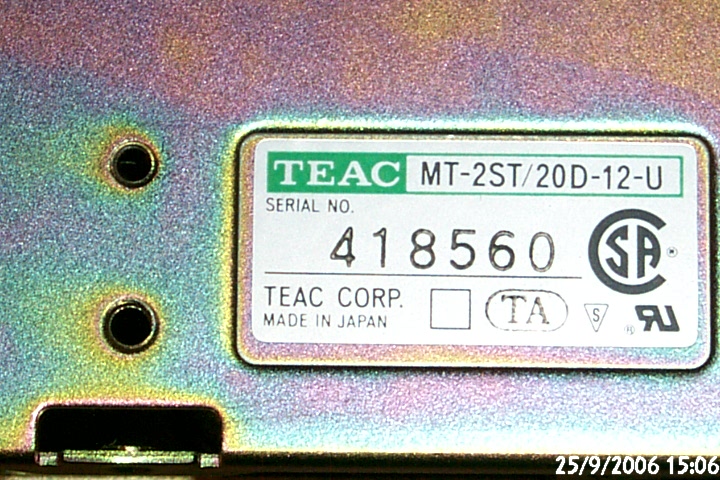 TEAC MT-2ST/20D-12-U
SERIAL NO.
418560
SA
TEAC CORP.
MADE IN JAPAN
TA
S
®
25/9/2006 15:06